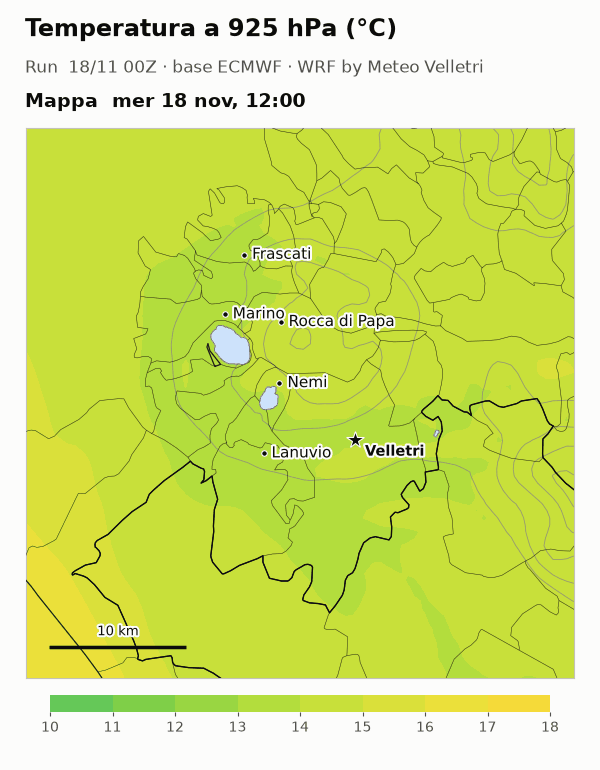 Temperatura a 925 hPa (°C)
Run  18/11 00Z · base ECMWF · WRF by Meteo Velletri
Mappa  mer 18 nov, 12:00
Frascati
Marino
Rocca di Papa
Nemi
Velletri
Lanuvio
10 km
10 11 12 13 14 15 16 17 18